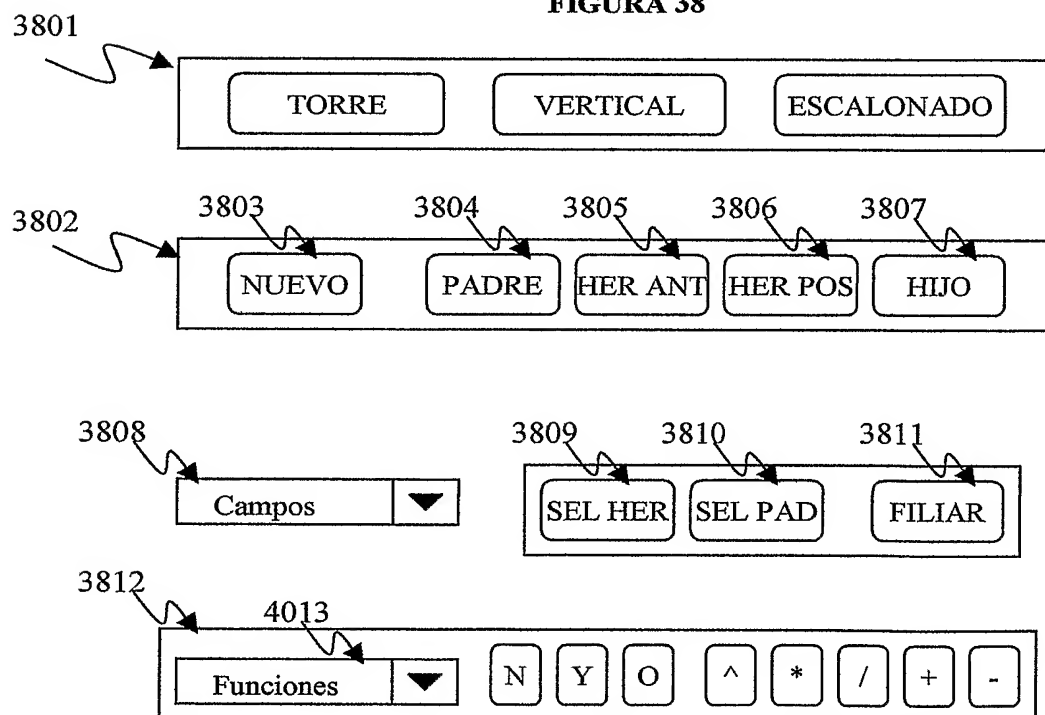 FIGURA 38
3801
TORRE VERTICAL ESCALONADO
3802 3803 3804 3805 3806 3807
NUEVO PADRE HER ANT HER POS HIJO
3808 3809 3810 3811
Campos SEL HER SEL PAD FILIAR
3812 4013
Funciones N Y O ^ * / + -